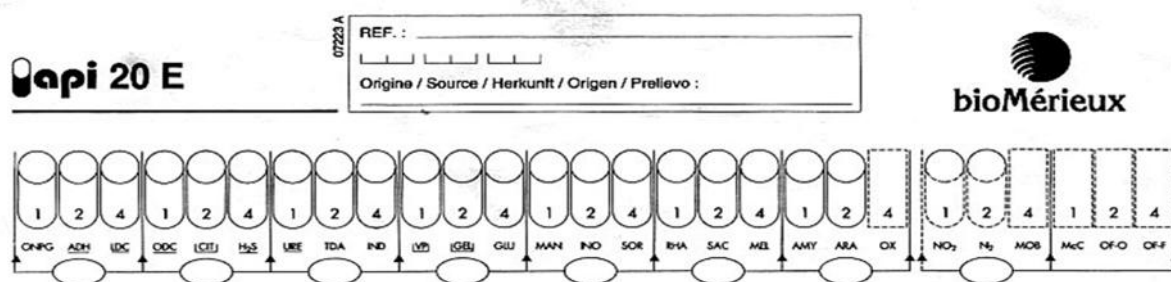 07223 A
REF. :
api 20 E
Origine / Source / Herkunft / Origen / Prelievo :
bioMérieux
1 2 4 1 2 4 1 2 4 1 2 4 1 2 4 1 2 4 1 2 4 1 2 4 1 2 4
ONPG ADH LDC ODC |CIT| H₂S URE TDA IND |VP| |GEL| GLU MAN INO SOR RHA SAC MEL AMY ARA OX NO₂ N₂ MOB McC OF-O OF-F